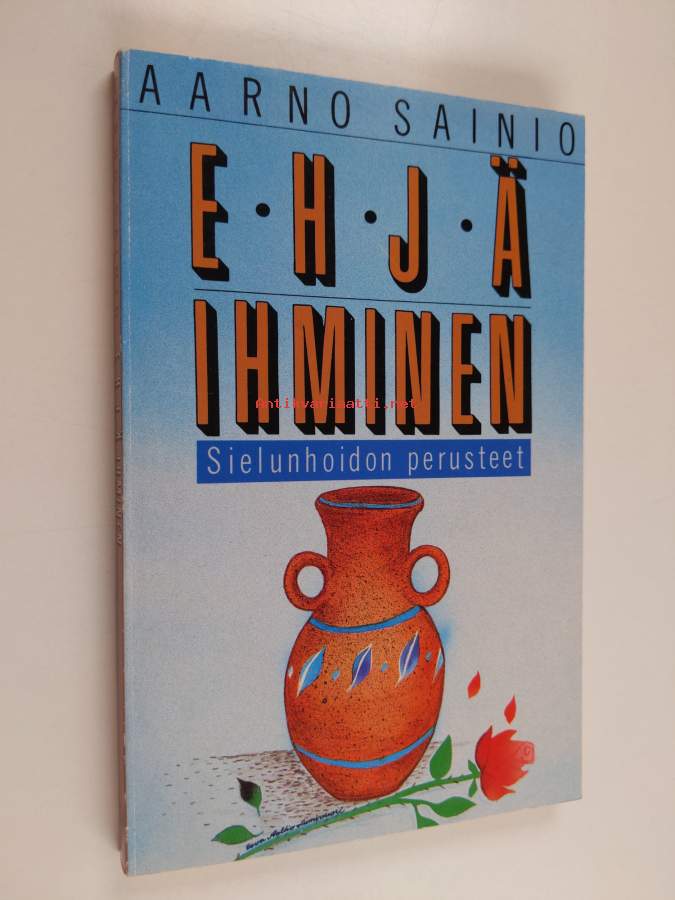 AARNO SAINIO
E·H·J·Ä
IHMINEN
Antikvariaatti.net
Sielunhoidon perusteet